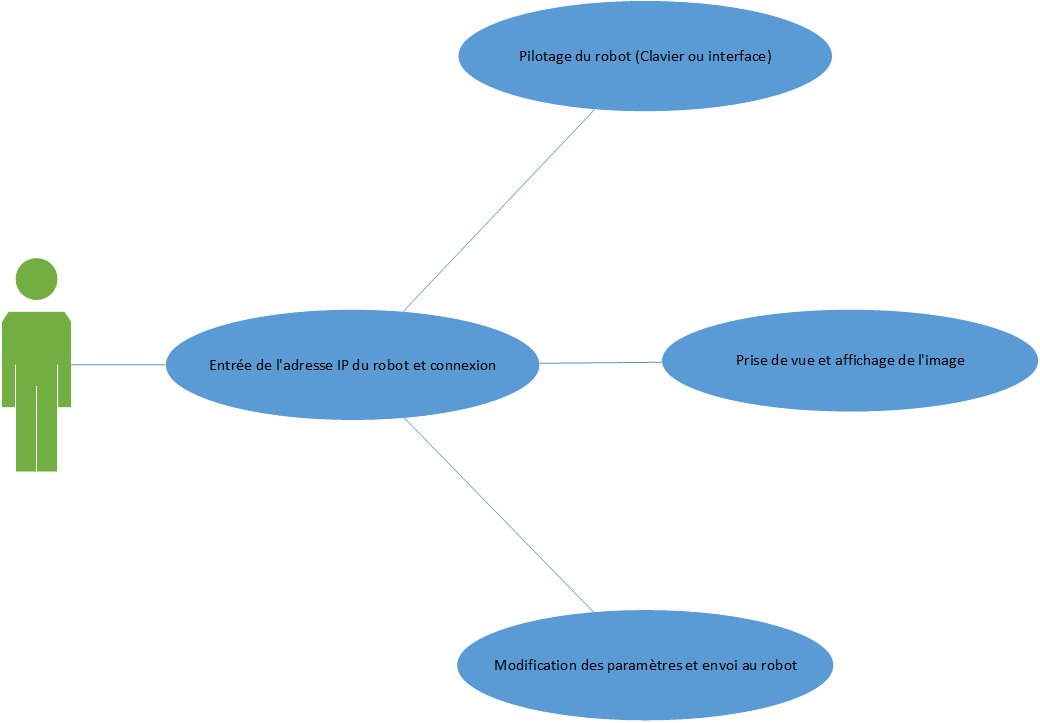 Pilotage du robot (Clavier ou interface)
Entrée de l'adresse IP du robot et connexion
Prise de vue et affichage de l'image
Modification des paramètres et envoi au robot